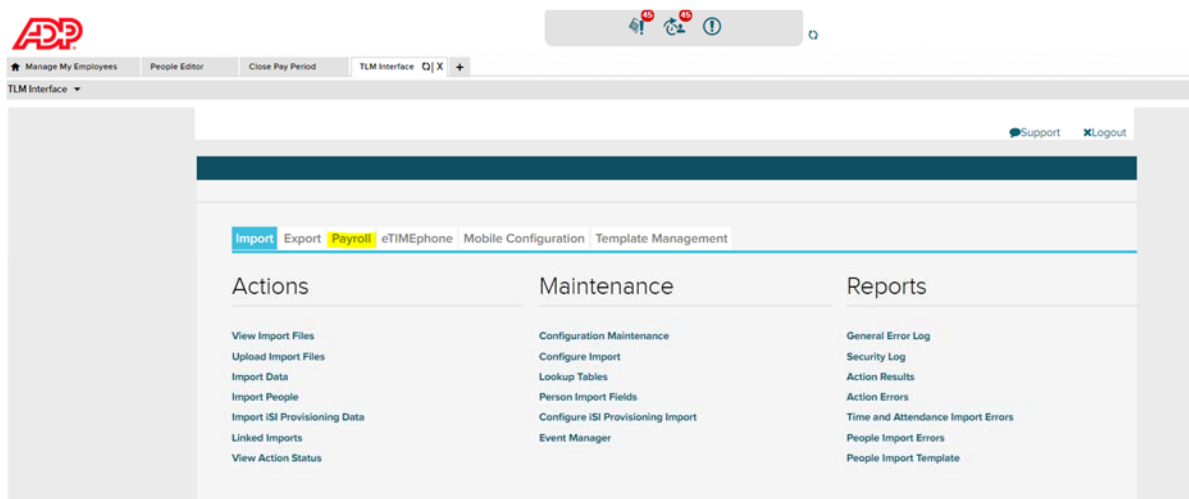 45 45
ADP
Manage My Employees People Editor Close Pay Period TLM Interface X +
TLM Interface
Support Logout
Import Export Payroll eTIMEphone Mobile Configuration Template Management
Actions Maintenance Reports
View Import Files Configuration Maintenance General Error Log
Upload Import Files Configure Import Security Log
Import Data Lookup Tables Action Results
Import People Person Import Fields Action Errors
Import iSI Provisioning Data Configure iSI Provisioning Import Time and Attendance Import Errors
Linked Imports Event Manager People Import Errors
View Action Status People Import Template